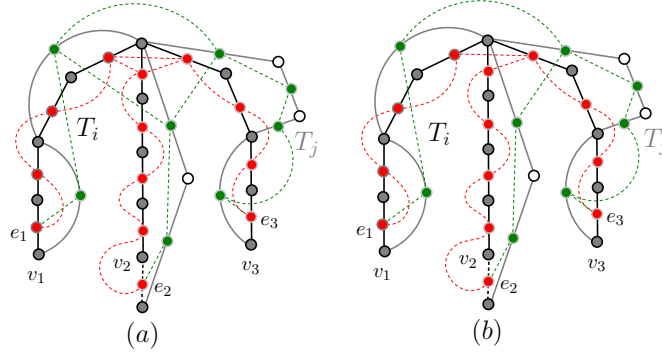 T_i T_j T_i T_j
e_1 e_3 e_1 e_3
v_1 v_2 e_2 v_3 v_1 v_2 e_2 v_3
(a) (b)